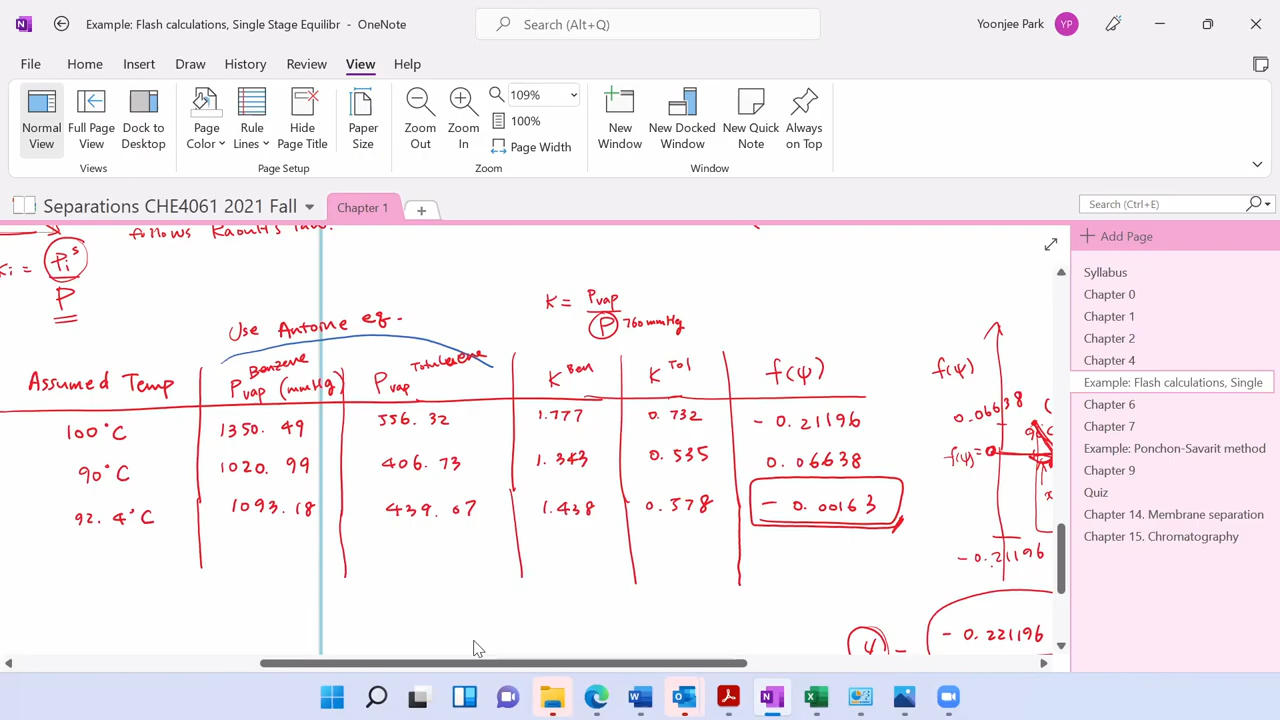 Example: Flash calculations, Single Stage Equilibr - OneNote
Search (Alt+Q)
Yoonjee Park
YP
File Home Insert Draw History Review View Help
Normal View
Full Page View
Dock to Desktop
Views
Page Color
Rule Lines
Hide Page Title
Page Setup
Paper Size
Zoom Out
Zoom In
109%
100%
Page Width
Zoom
New Window
New Docked Window
New Quick Note
Always on Top
Window
Separations CHE4061 2021 Fall
Chapter 1
Search (Ctrl+E)
Add Page
Syllabus
Chapter 0
Chapter 1
Chapter 2
Chapter 4
Example: Flash calculations, Single
Chapter 6
Chapter 7
Example: Ponchon-Savarit method
Chapter 9
Quiz
Chapter 14. Membrane separation
Chapter 15. Chromatography
follows Raoult's law.
Ki = Pi^s / P
K = Pvap / P 760 mmHg
Use Antoine eq.
Assumed Temp Pvap Benzene (mmHg) Pvap K^Ben K^Tol f(ψ)
100°C 1350.49 556.32 1.777 0.732 -0.21196
90°C 1020.99 406.73 1.343 0.535 0.06638
92.4°C 1093.18 439.07 1.438 0.578 -0.00163
f(ψ)
0.06638
f(ψ)=0
-0.21196
ψ = -0.221196